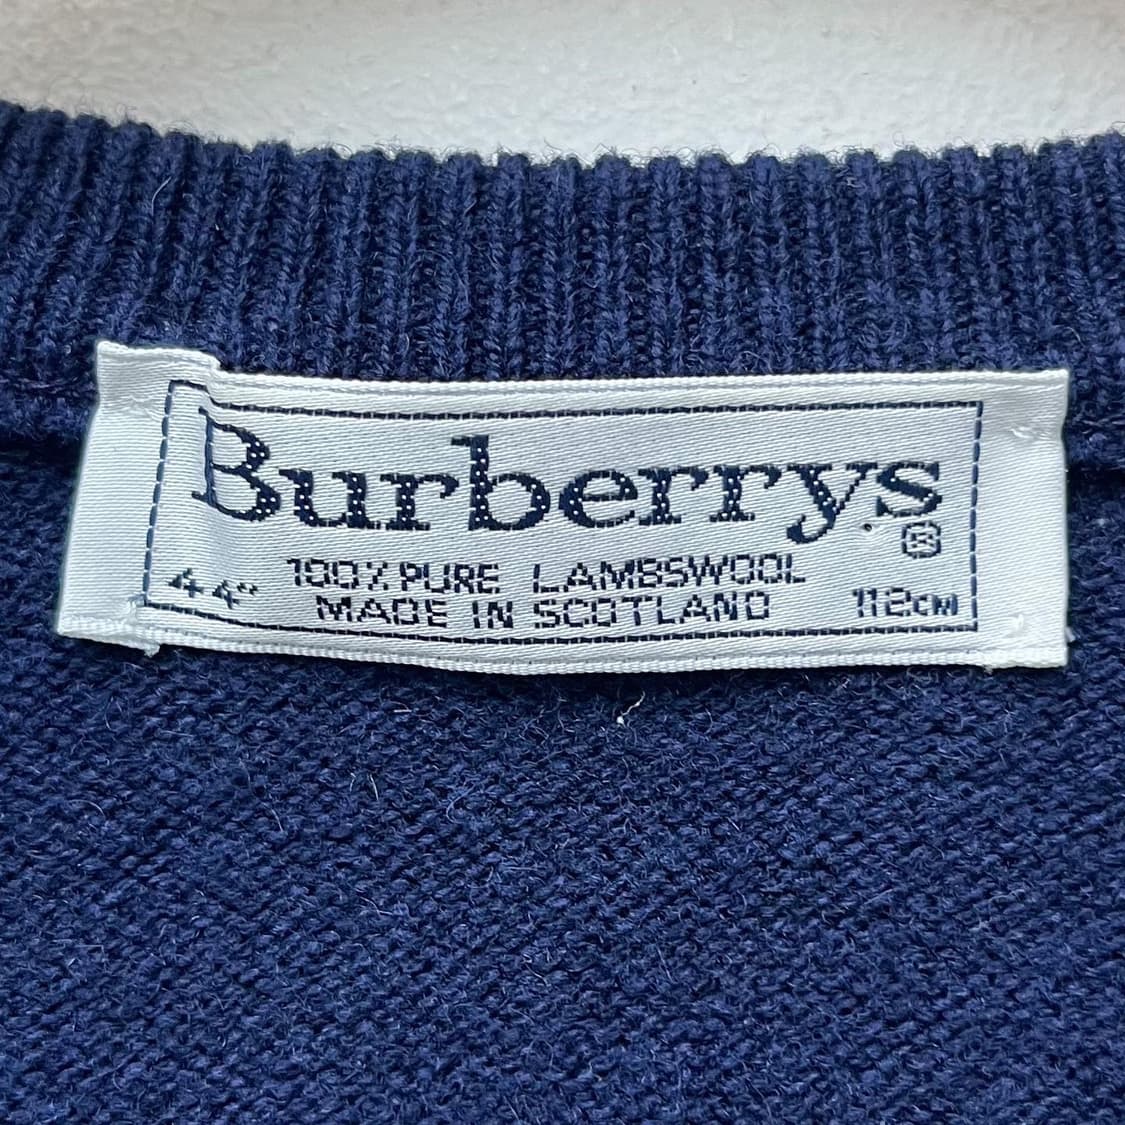 Burberrys
®
100% PURE LAMBSWOOL
44" MADE IN SCOTLAND 112CM